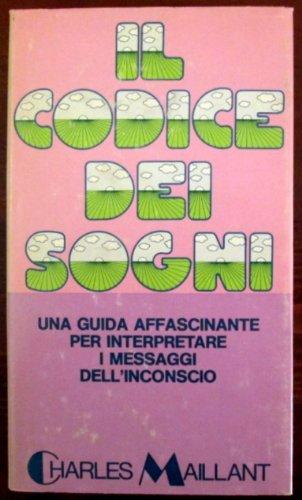 IL
CODICE
DEI
SOGNI
UNA GUIDA AFFASCINANTE
PER INTERPRETARE
I MESSAGGI
DELL'INCONSCIO
CHARLES MAILLANT